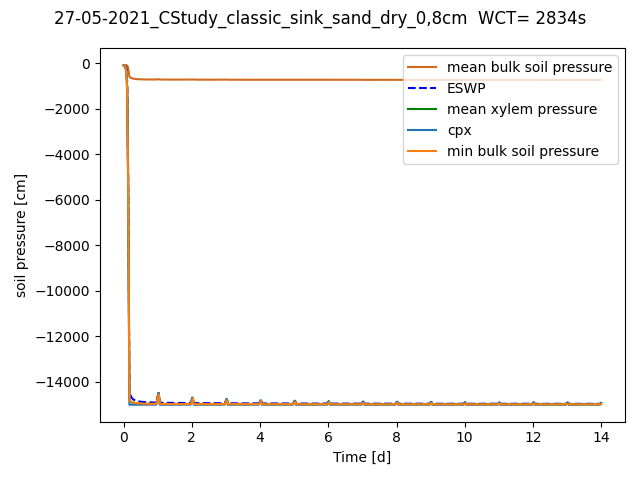 27-05-2021_CStudy_classic_sink_sand_dry_0,8cm  WCT= 2834s
mean bulk soil pressure
ESWP
mean xylem pressure
cpx
min bulk soil pressure
soil pressure [cm]
0
−2000
−4000
−6000
−8000
−10000
−12000
−14000
0 2 4 6 8 10 12 14
Time [d]